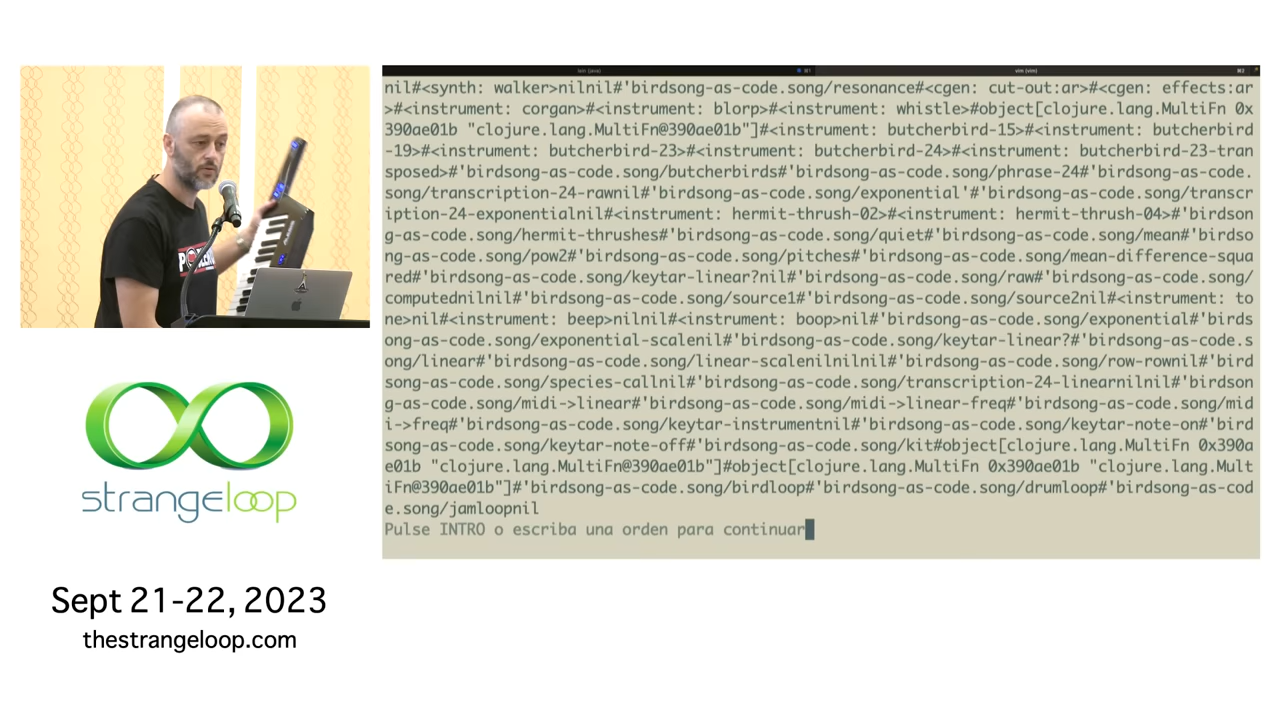 nil#<synth: walker>nilnil#'birdsong-as-code.song/resonance#<cgen: cut-out:ar>#<cgen: effects:ar
>#<instrument: corgan>#<instrument: blorp>#<instrument: whistle>#object[clojure.lang.MultiFn 0x
390ae01b "clojure.lang.MultiFn@390ae01b"]#<instrument: butcherbird-15>#<instrument: butcherbird
-19>#<instrument: butcherbird-23>#<instrument: butcherbird-24>#<instrument: butcherbird-23-tran
sposed>#'birdsong-as-code.song/butcherbirds#'birdsong-as-code.song/phrase-24#'birdsong-as-code.
song/transcription-24-rawnil#'birdsong-as-code.song/exponential'#'birdsong-as-code.song/transcr
iption-24-exponentialnil#<instrument: hermit-thrush-02>#<instrument: hermit-thrush-04>#'birdson
g-as-code.song/hermit-thrushes#'birdsong-as-code.song/quiet#'birdsong-as-code.song/mean#'birdso
ng-as-code.song/pow2#'birdsong-as-code.song/pitches#'birdsong-as-code.song/mean-difference-squa
red#'birdsong-as-code.song/keytar-linear?nil#'birdsong-as-code.song/raw#'birdsong-as-code.song/
computednilnil#'birdsong-as-code.song/source1#'birdsong-as-code.song/source2nil#<instrument: to
ne>nil#<instrument: beep>nilnil#<instrument: boop>nil#'birdsong-as-code.song/exponential#'birds
ong-as-code.song/exponential-scalenil#'birdsong-as-code.song/keytar-linear?#'birdsong-as-code.s
ong/linear#'birdsong-as-code.song/linear-scalenilnilnil#'birdsong-as-code.song/row-rownil#'bird
song-as-code.song/species-callnil#'birdsong-as-code.song/transcription-24-linearnilnil#'birdson
g-as-code.song/midi->linear#'birdsong-as-code.song/midi->linear-freq#'birdsong-as-code.song/mid
i->freq#'birdsong-as-code.song/keytar-instrumentnil#'birdsong-as-code.song/keytar-note-on#'bird
song-as-code.song/keytar-note-off#'birdsong-as-code.song/kit#object[clojure.lang.MultiFn 0x390a
e01b "clojure.lang.MultiFn@390ae01b"]#object[clojure.lang.MultiFn 0x390ae01b "clojure.lang.Mult
iFn@390ae01b"]#'birdsong-as-code.song/birdloop#'birdsong-as-code.song/drumloop#'birdsong-as-cod
e.song/jamloopnil
Pulse INTRO o escriba una orden para continuar
strangeloop
Sept 21-22, 2023
thestrangeloop.com